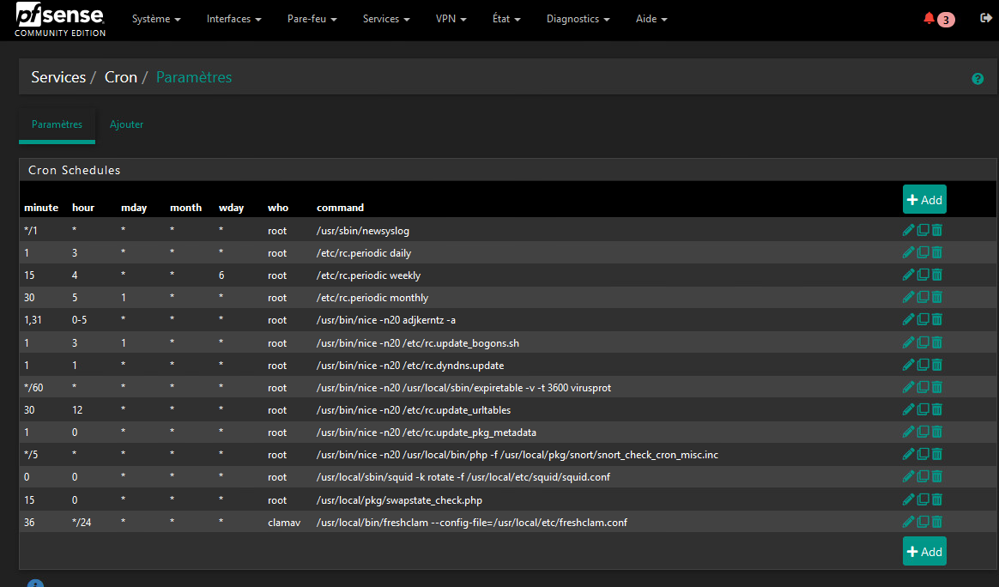 pfsense
COMMUNITY EDITION
Système Interfaces Pare-feu Services VPN État Diagnostics Aide 3
Services / Cron / Paramètres ?
Paramètres Ajouter
Cron Schedules
minute hour mday month wday who command Add
*/1 * * * * root /usr/sbin/newsyslog
1 3 * * * root /etc/rc.periodic daily
15 4 * * 6 root /etc/rc.periodic weekly
30 5 1 * * root /etc/rc.periodic monthly
1,31 0-5 * * * root /usr/bin/nice -n20 adjkerntz -a
1 3 1 * * root /usr/bin/nice -n20 /etc/rc.update_bogons.sh
1 1 * * * root /usr/bin/nice -n20 /etc/rc.dyndns.update
*/60 * * * * root /usr/bin/nice -n20 /usr/local/sbin/expiretable -v -t 3600 virusprot
30 12 * * * root /usr/bin/nice -n20 /etc/rc.update_urltables
1 0 * * * root /usr/bin/nice -n20 /etc/rc.update_pkg_metadata
*/5 * * * * root /usr/bin/nice -n20 /usr/local/bin/php -f /usr/local/pkg/snort/snort_check_cron_misc.inc
0 0 * * * root /usr/local/sbin/squid -k rotate -f /usr/local/etc/squid/squid.conf
15 0 * * * root /usr/local/pkg/swapstate_check.php
36 */24 * * * clamav /usr/local/bin/freshclam --config-file=/usr/local/etc/freshclam.conf
Add